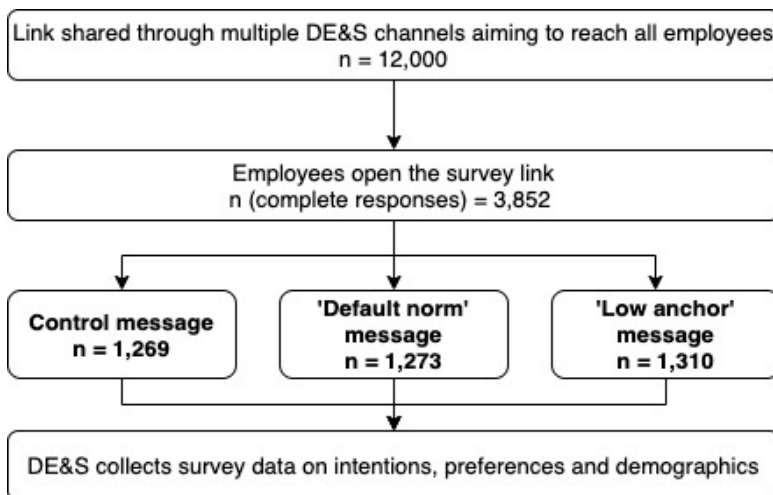 Link shared through multiple DE&S channels aiming to reach all employees
n = 12,000
Employees open the survey link
n (complete responses) = 3,852
Control message
n = 1,269
'Default norm'
message
n = 1,273
'Low anchor'
message
n = 1,310
DE&S collects survey data on intentions, preferences and demographics